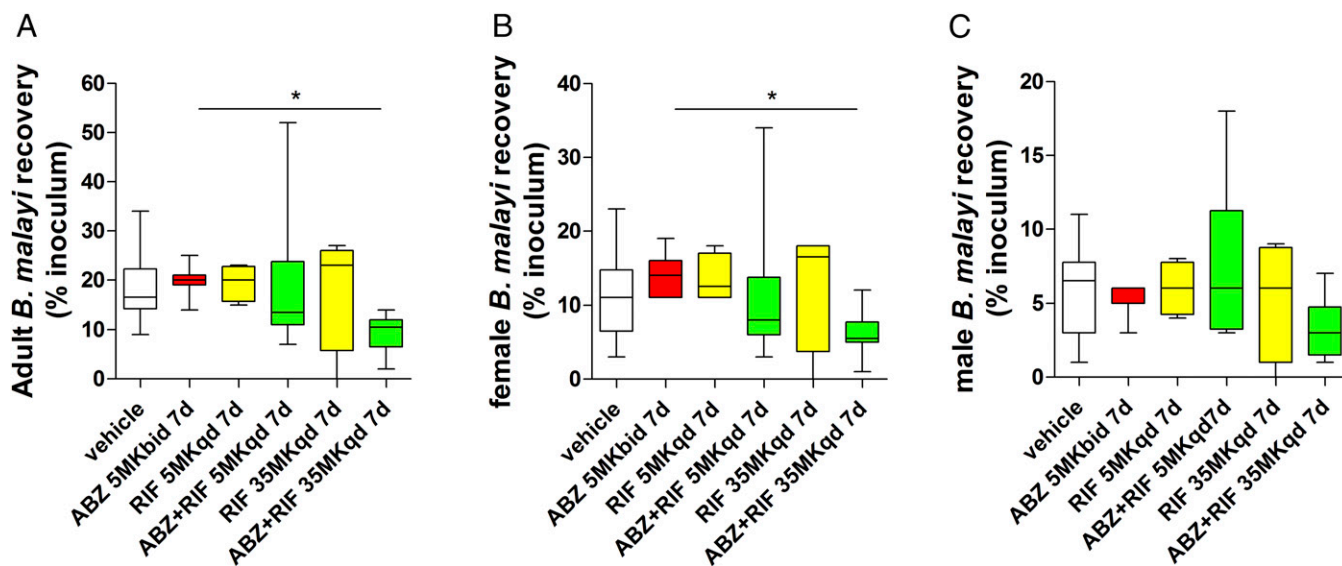 A
Adult B. malayi recovery
(% inoculum)
60
50
40
30
20
10
0
*
vehicle
ABZ 5MKbid 7d
RIF 5MKqd 7d
ABZ+RIF 5MKqd 7d
RIF 35MKqd 7d
ABZ+RIF 35MKqd 7d
B
female B. malayi recovery
(% inoculum)
40
30
20
10
0
*
vehicle
ABZ 5MKbid 7d
RIF 5MKqd 7d
ABZ+RIF 5MKqd 7d
RIF 35MKqd 7d
ABZ+RIF 35MKqd 7d
C
male B. malayi recovery
(% inoculum)
20
15
10
5
0
vehicle
ABZ 5MKbid 7d
RIF 5MKqd 7d
ABZ+RIF 5MKqd7d
RIF 35MKqd 7d
ABZ+RIF 35MKqd 7d